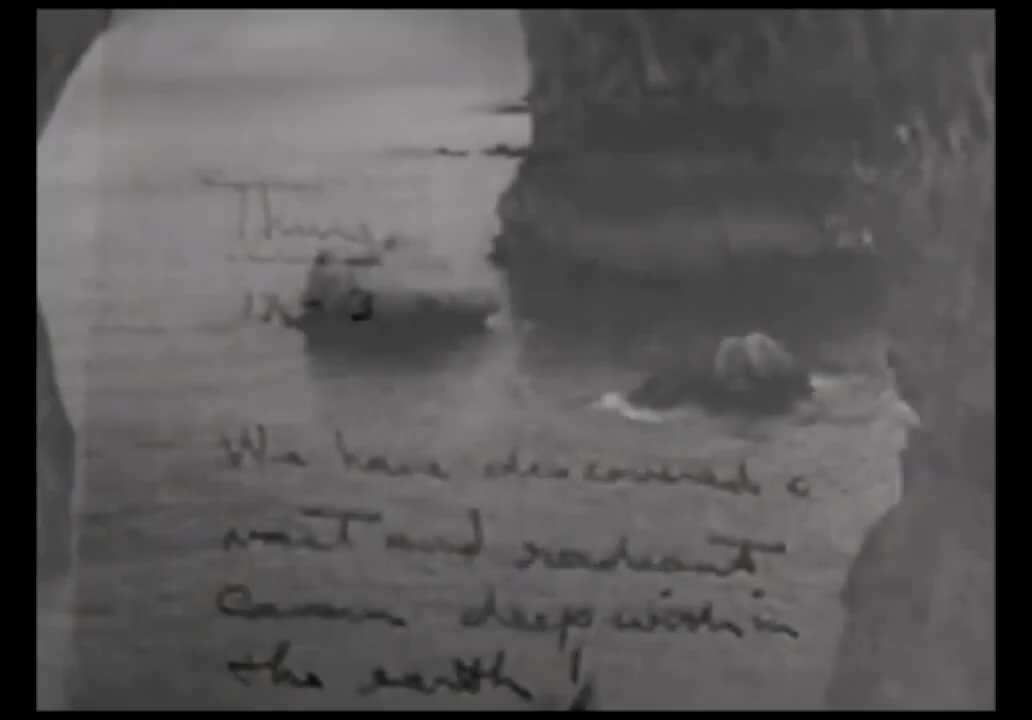 Thurs.
We have discovered a
vast and radiant
cavern deep within
the earth!